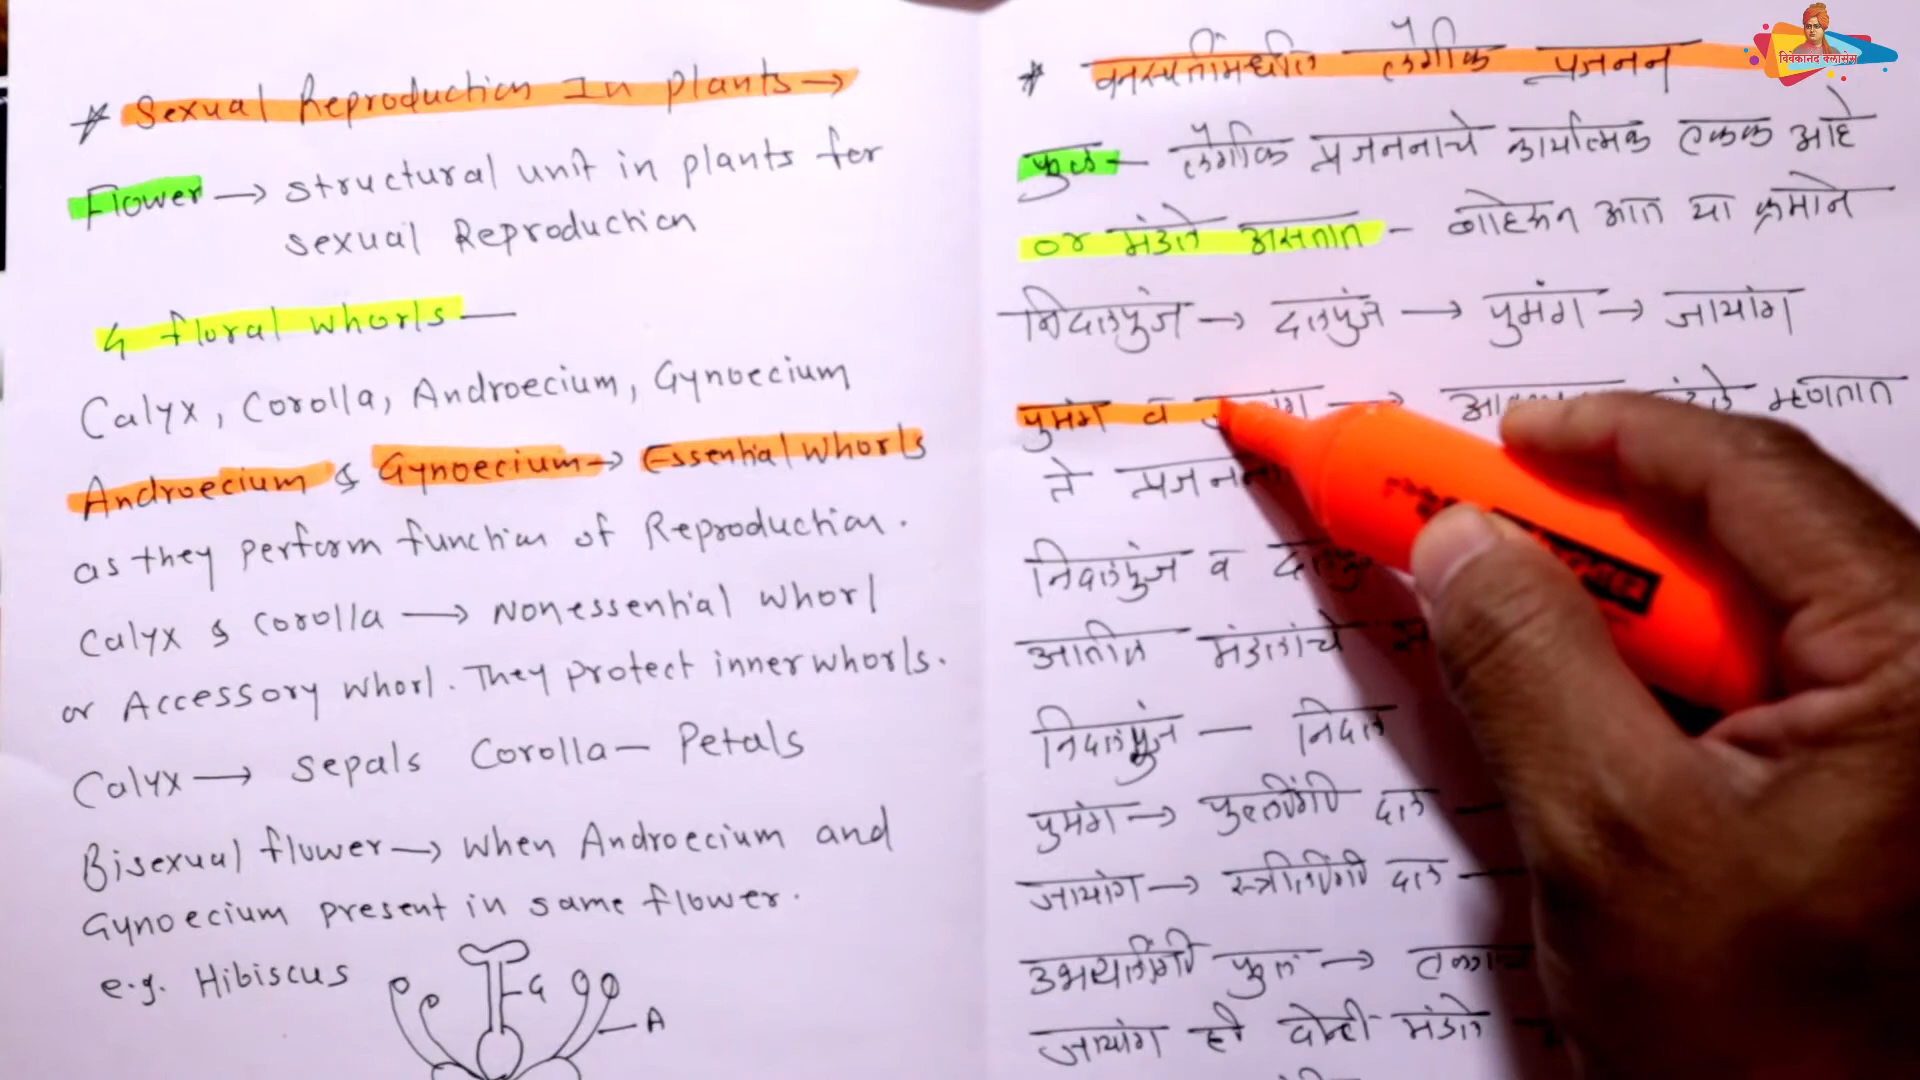 * Sexual Reproduction In plants →
Flower → structural unit in plants for
sexual Reproduction
4 floral whorls —
Calyx, Corolla, Androecium, Gynoecium
Androecium & Gynoecium → Essential whorls
as they perform function of Reproduction.
Calyx & Corolla → Nonessential whorl
or Accessory whorl. They protect inner whorls.
Calyx → sepals Corolla — Petals
Bisexual flower → when Androecium and
Gynoecium present in same flower.
e.g. Hibiscus
G
A
* वनस्पतींमधील लैंगीक प्रजनन
फुल — लैंगीक प्रजननाचे कार्यात्मक एकक आहे
मंडले असतात — बाहेरून आत या क्रमाने
निदलपुंज → दलपुंज → पुमंग → जायांग
पुमंग व → म्हणतात
ते
निदलपुंज व
आतील मंडलांचे
निदलपुंज — निदल
पुमंग → पुल्लींगी दल —
जायांग → स्त्रीलींगी दल —
उभयलिंगी फुल →
जायांग ही दोन्ही मंडले
विवेकानंद क्लासेस